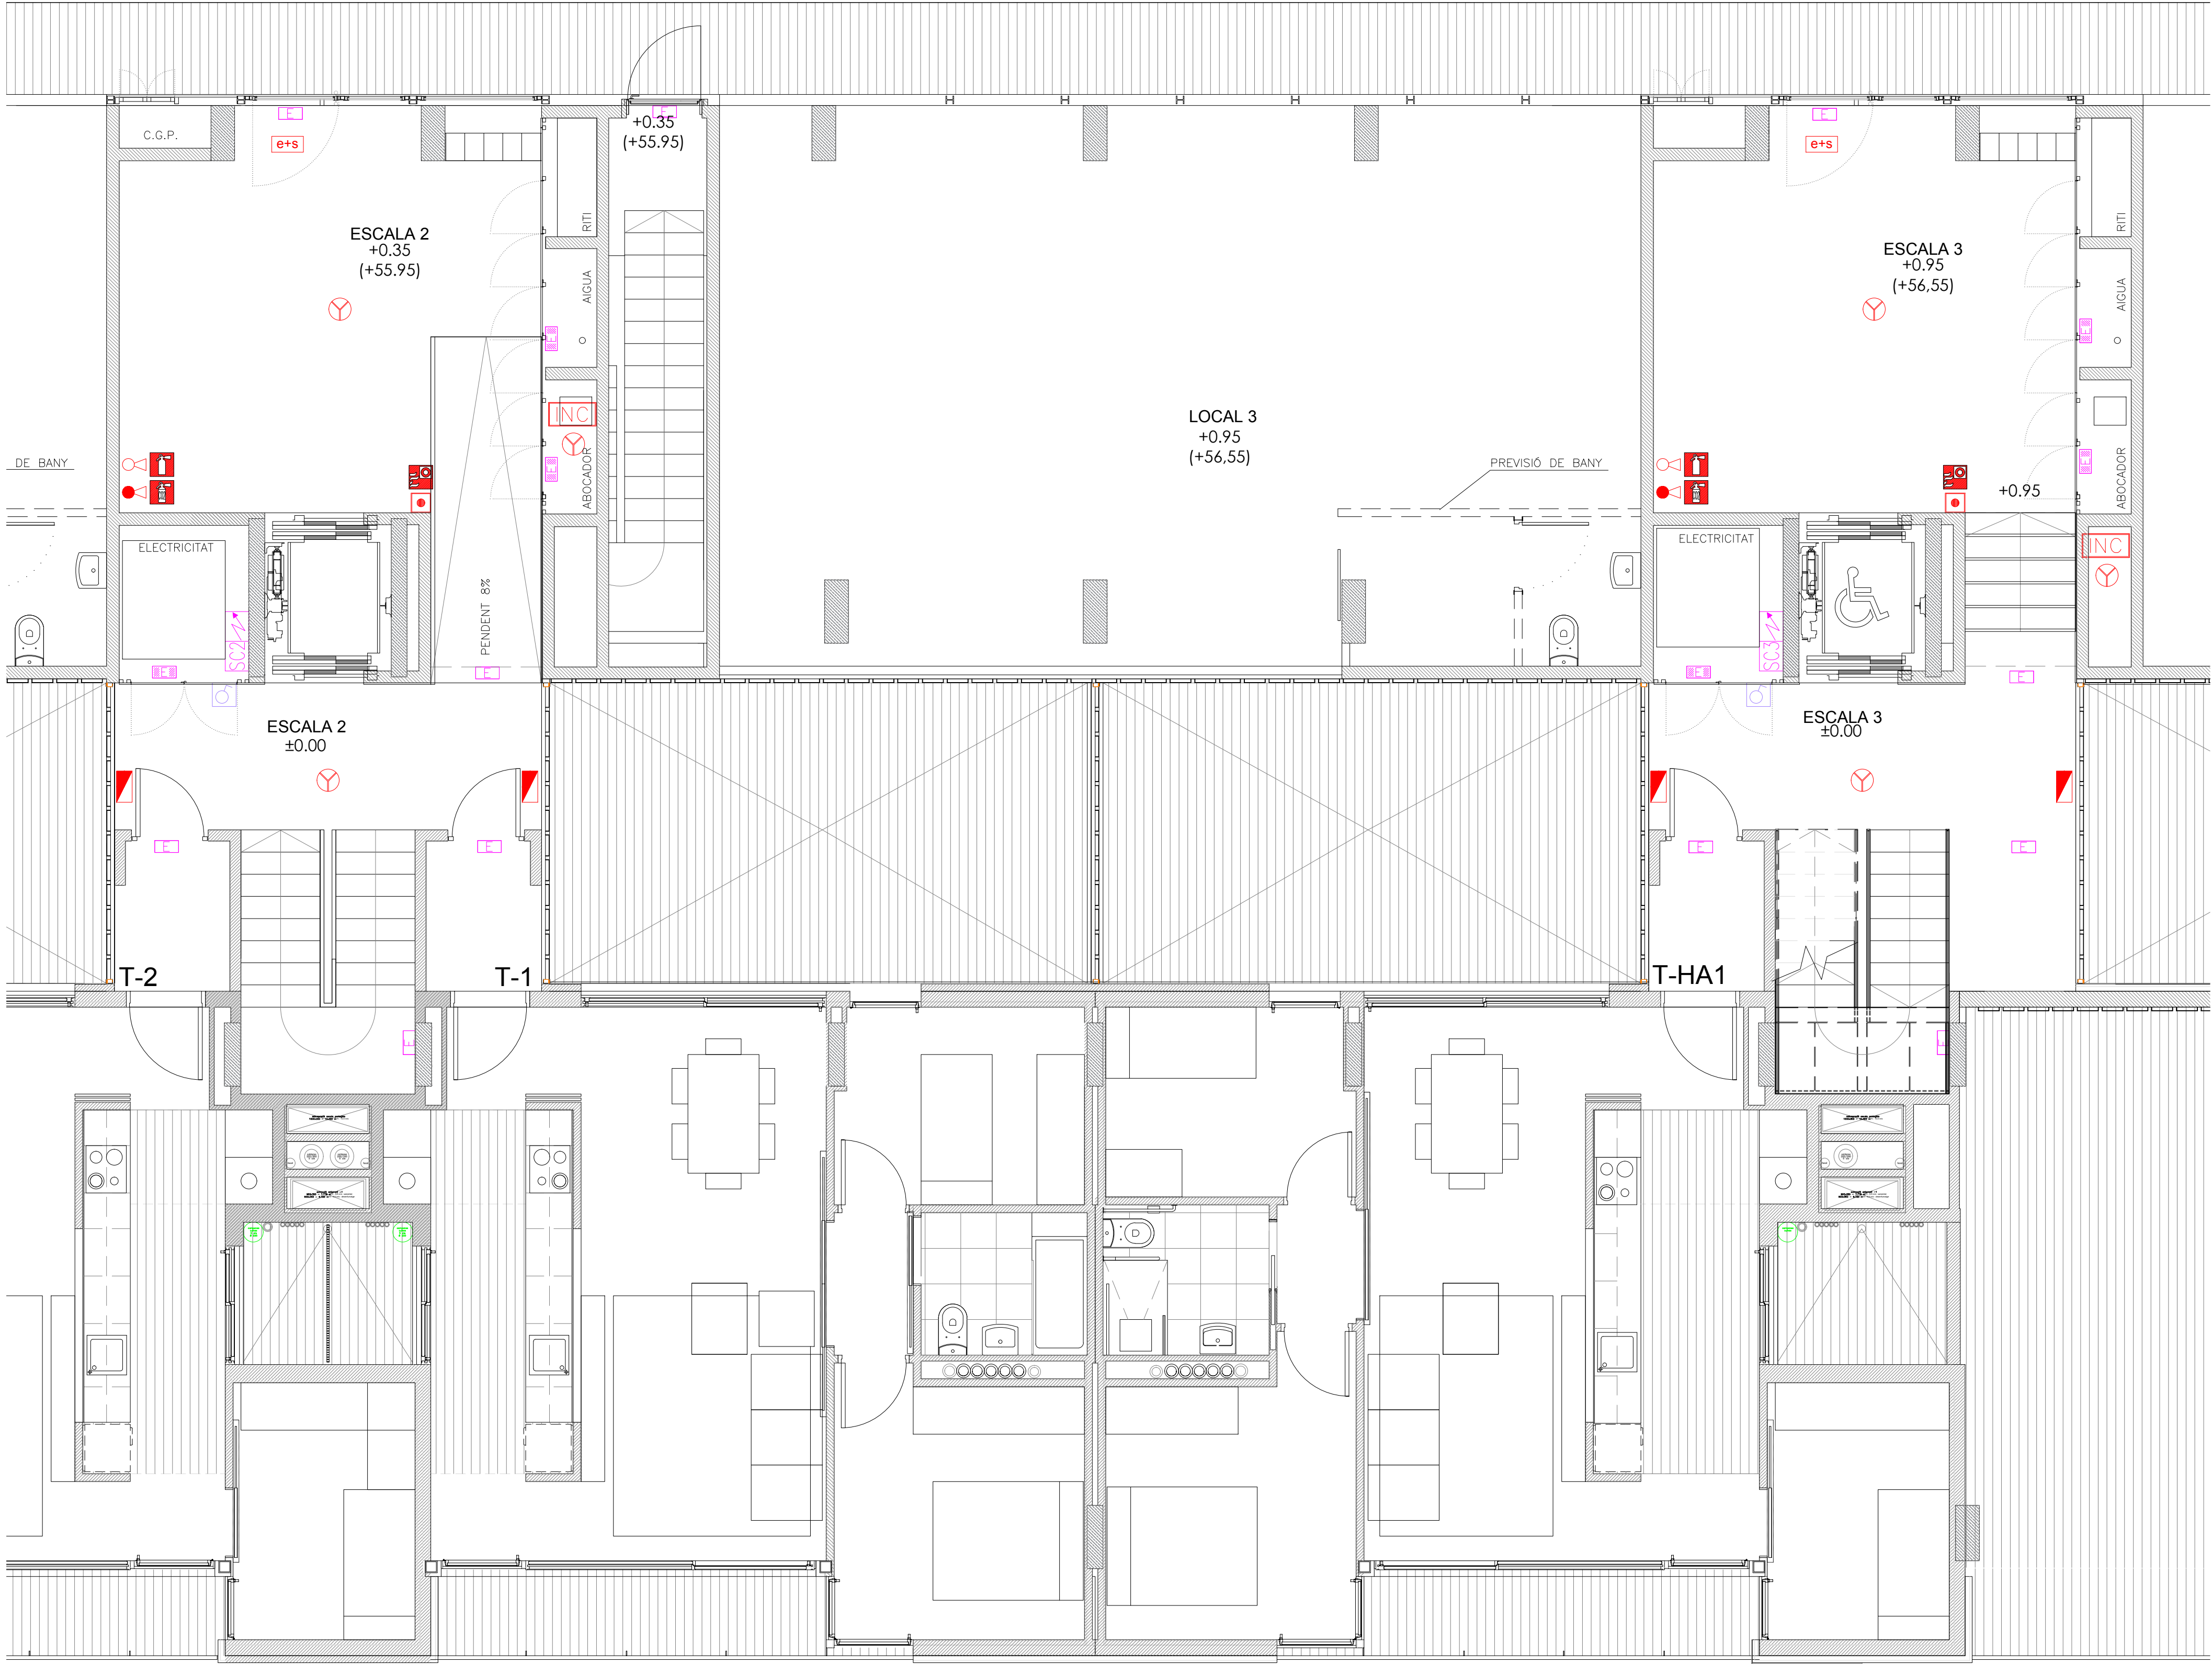 C.G.P.
E
e+s
E
+0.35
(+55.95)
E
e+s
RITI
RITI
ESCALA 2
+0.35
(+55.95)
ESCALA 3
+0.95
(+56,55)
AIGUA
AIGUA
E
E
INC
LOCAL 3
+0.95
(+56,55)
DE BANY
PREVISIÓ DE BANY
E
ABOCADOR
E
ABOCADOR
e
e
+0.95
ELECTRICITAT
ELECTRICITAT
INC
PENDENT 8%
SC2
SC3
E
E
E
E
ESCALA 2
±0.00
ESCALA 3
±0.00
E
E
E
E
T-2
T-1
T-HA1
E
E